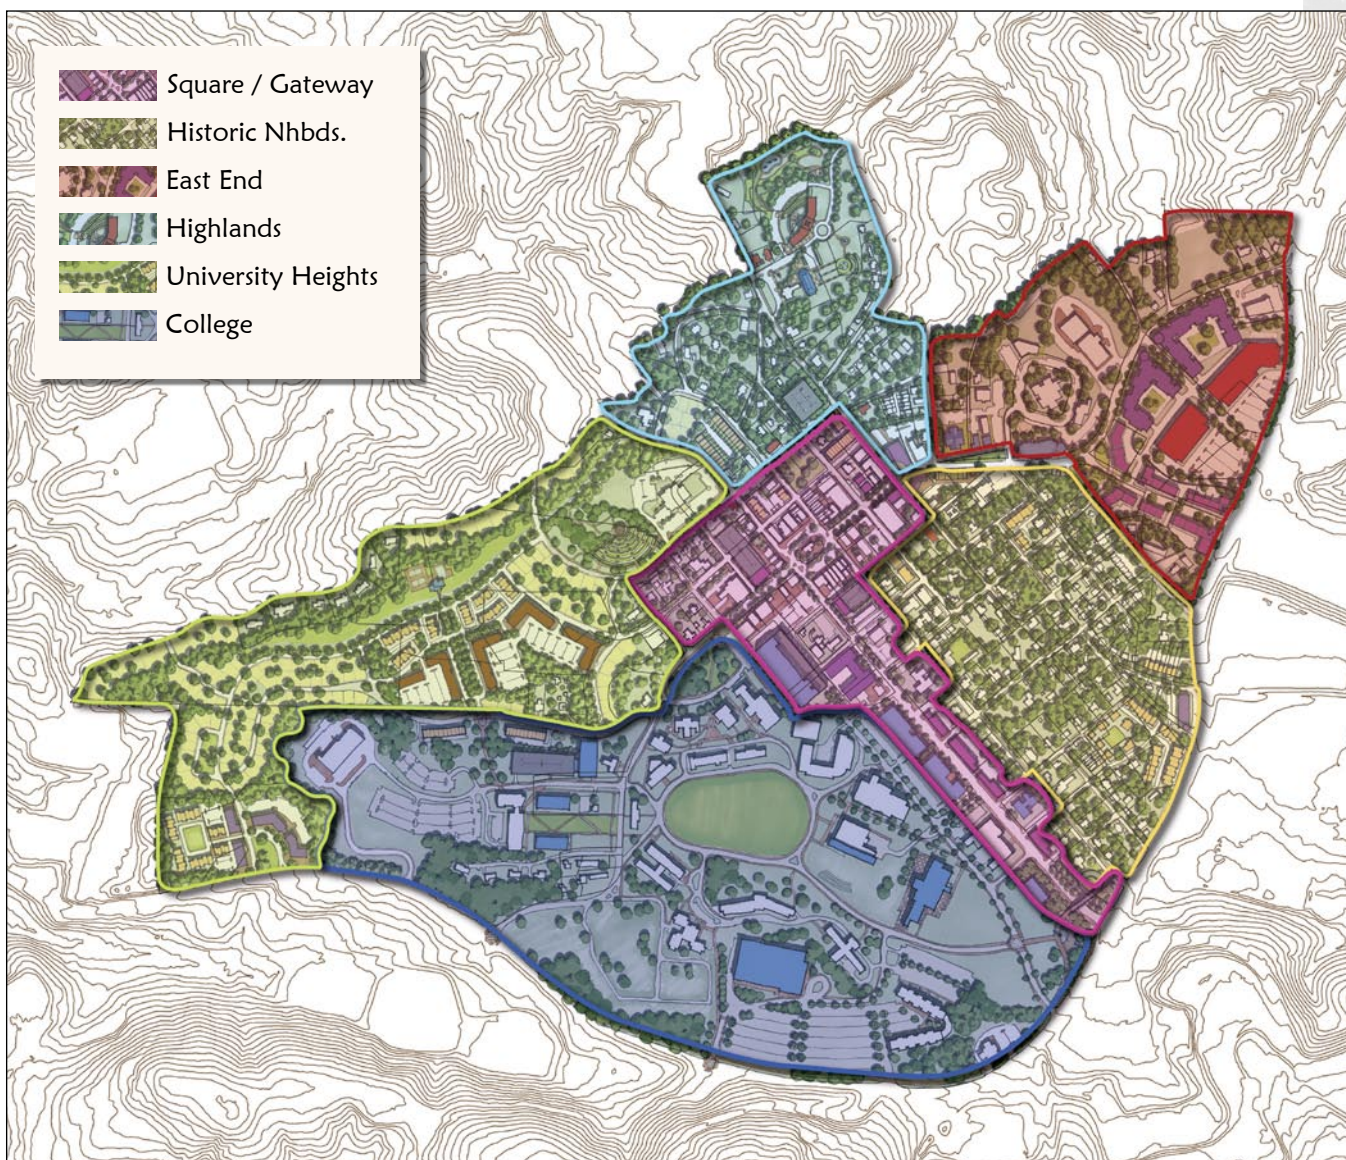 Square / Gateway
Historic Nhbds.
East End
Highlands
University Heights
College